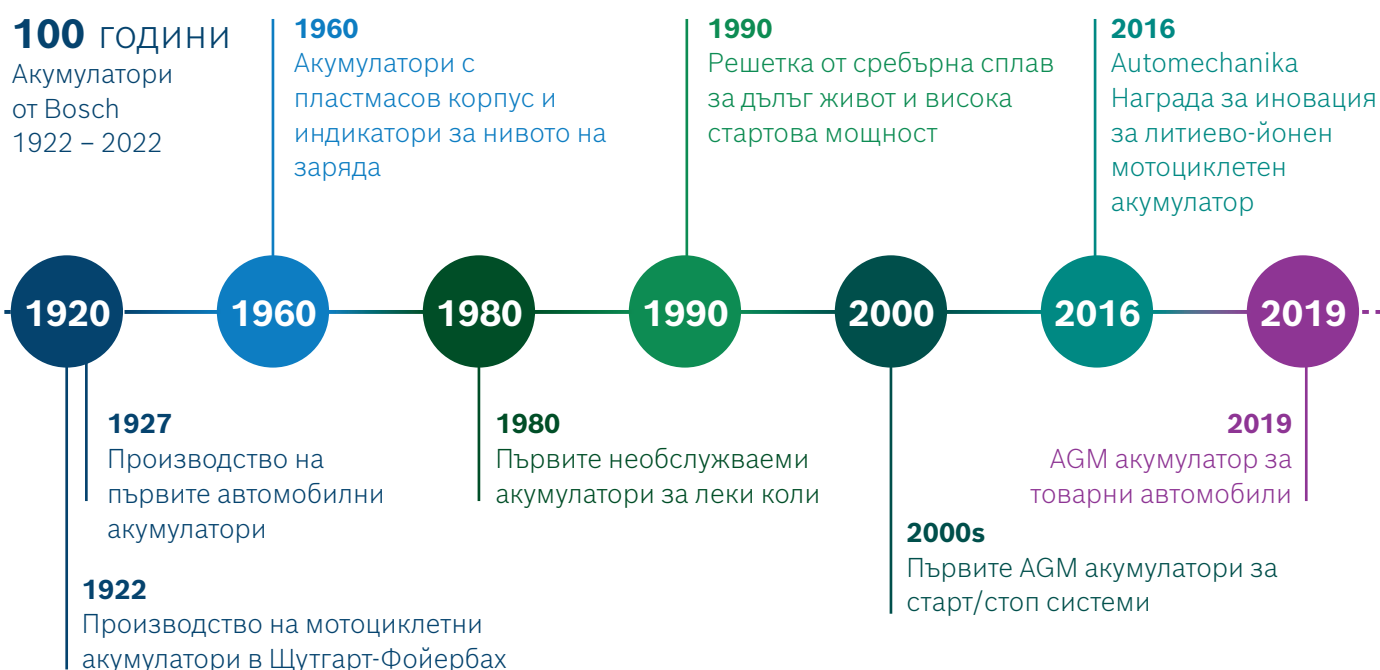 100 ГОДИНИ
Акумулатори
от Bosch
1922 – 2022
1960
Акумулатори с
пластмасов корпус и
индикатори за нивото на
заряда
1990
Решетка от сребърна сплав
за дълъг живот и висока
стартова мощност
2016
Automechanika
Награда за иновация
за литиево-йонен
мотоциклетен
акумулатор
1920
1960
1980
1990
2000
2016
2019
1927
Производство на
първите автомобилни
акумулатори
1922
Производство на мотоциклетни
акумулатори в Щутгарт-Фойербах
1980
Първите необслужваеми
акумулатори за леки коли
2000s
Първите AGM акумулатори за
старт/стоп системи
2019
AGM акумулатор за
товарни автомобили